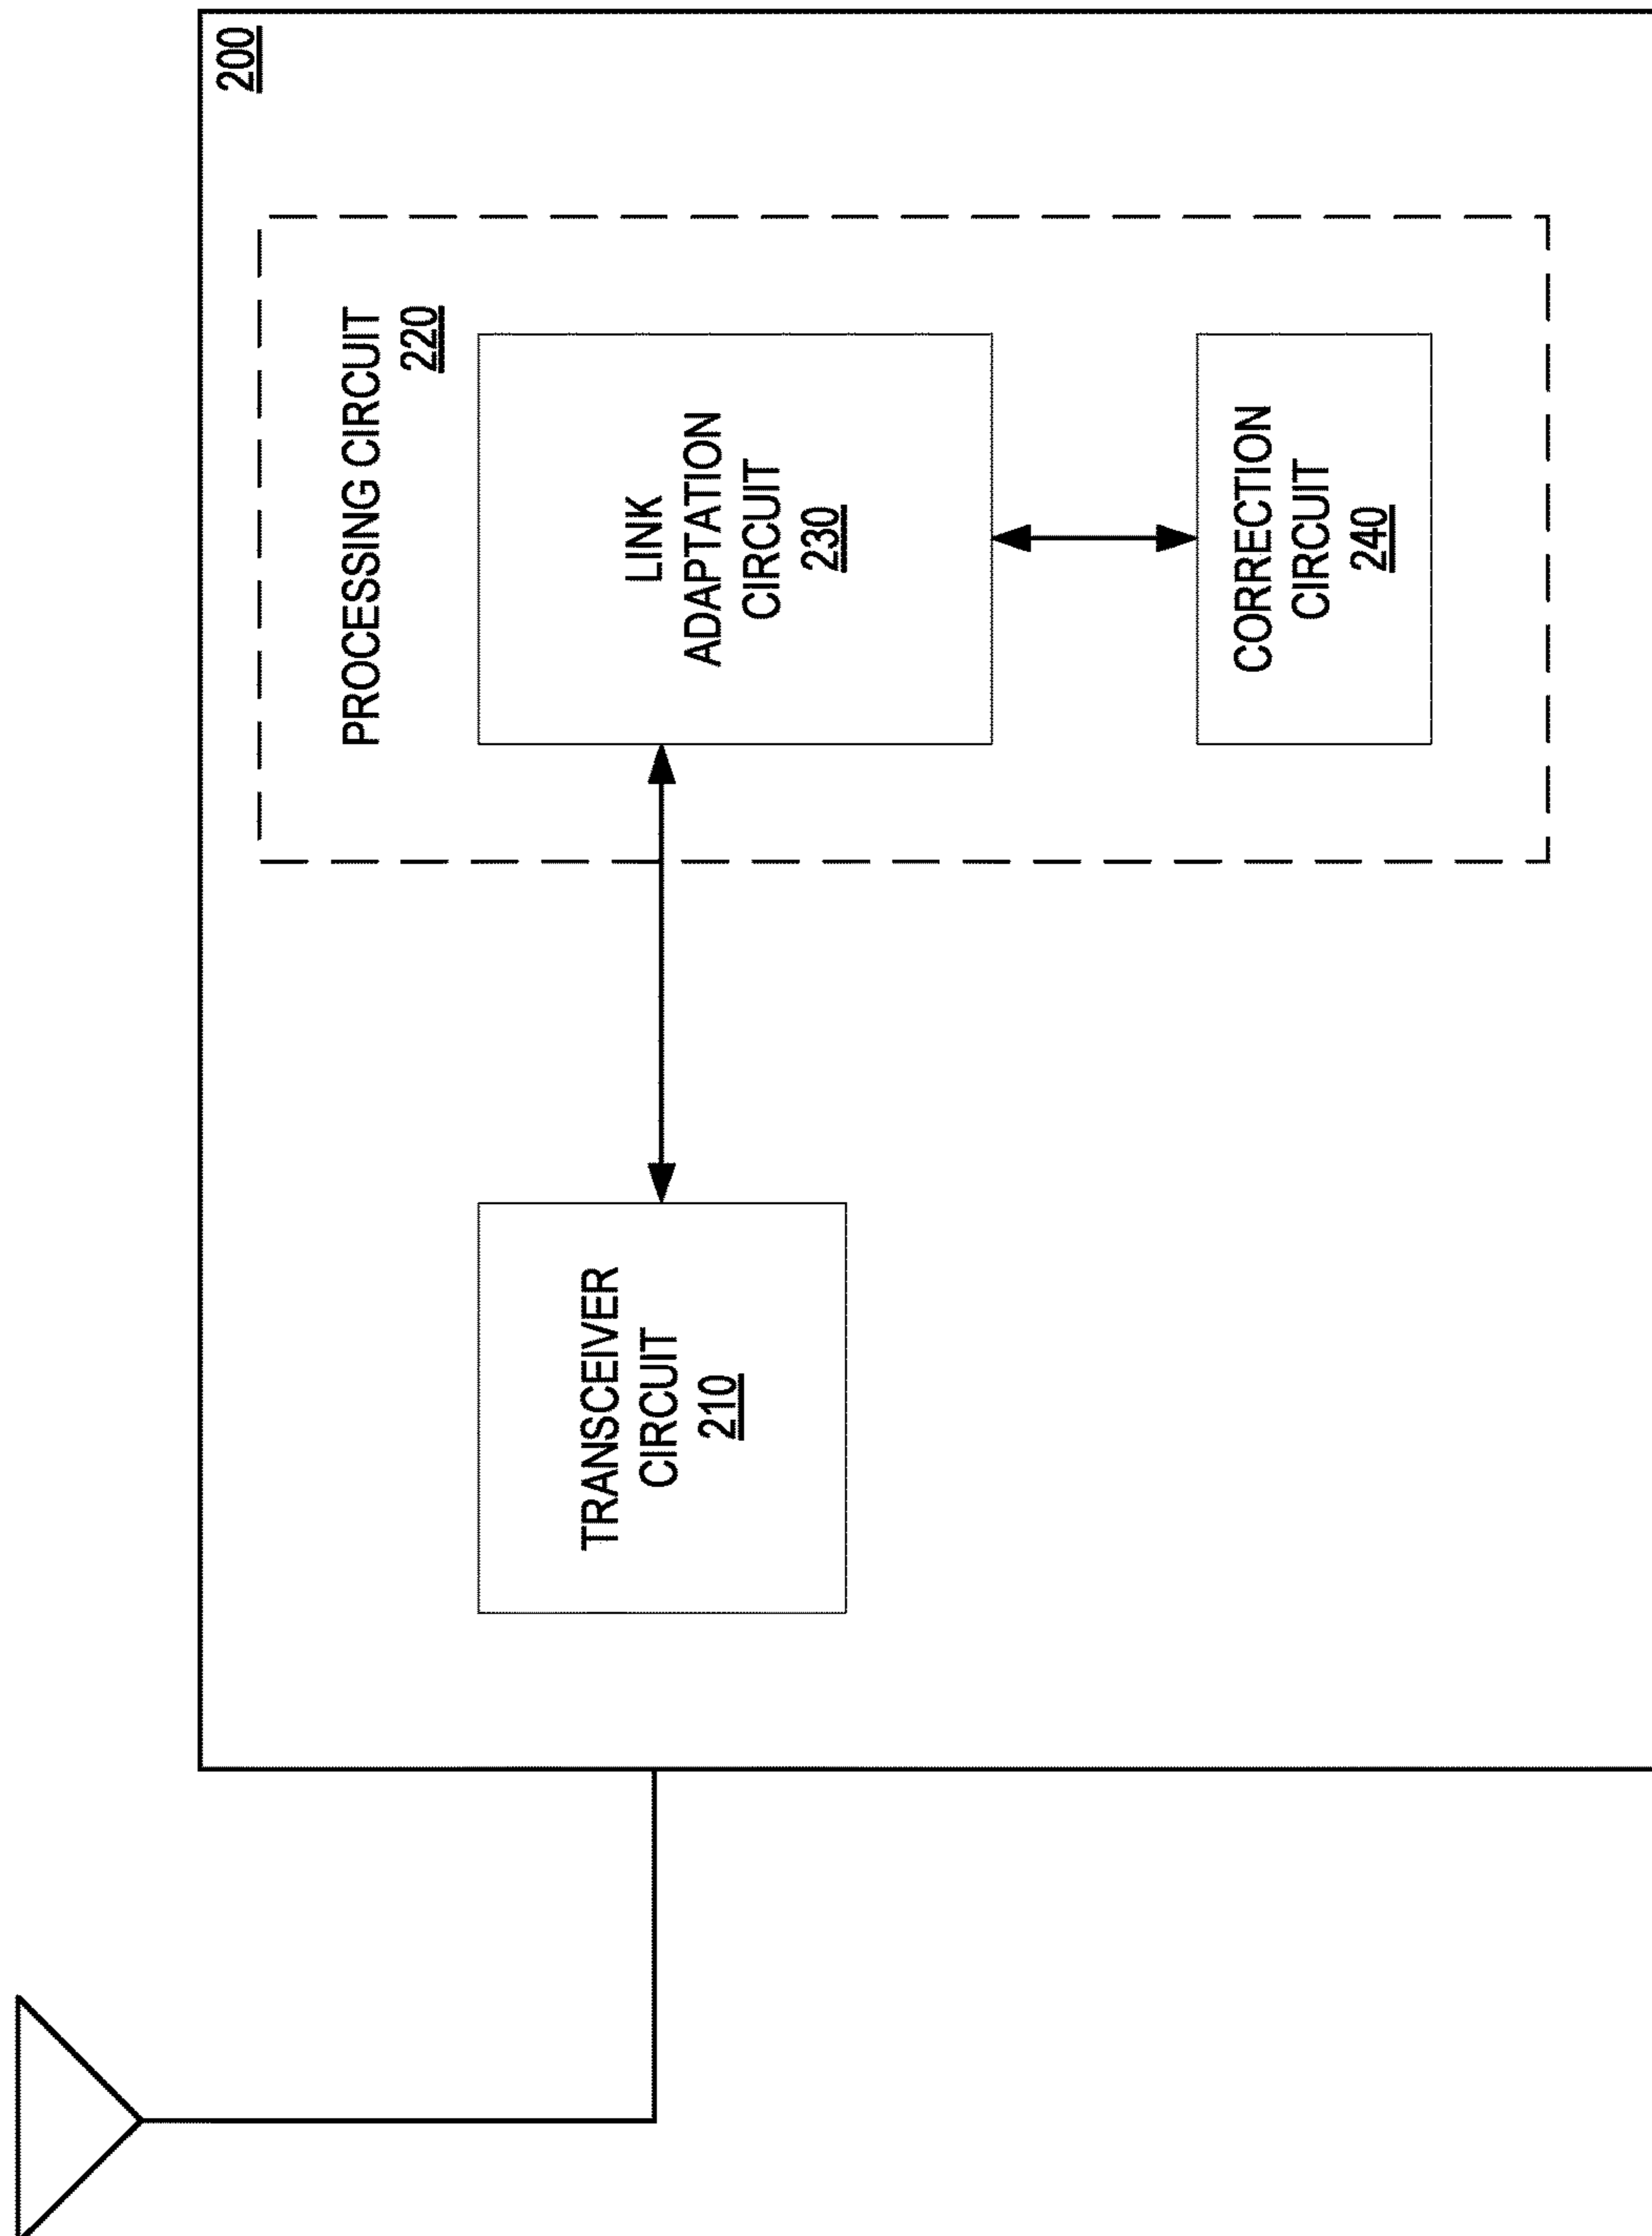 200
PROCESSING CIRCUIT
220
LINK
ADAPTATION
CIRCUIT
230
CORRECTION
CIRCUIT
240
TRANSCEIVER
CIRCUIT
210